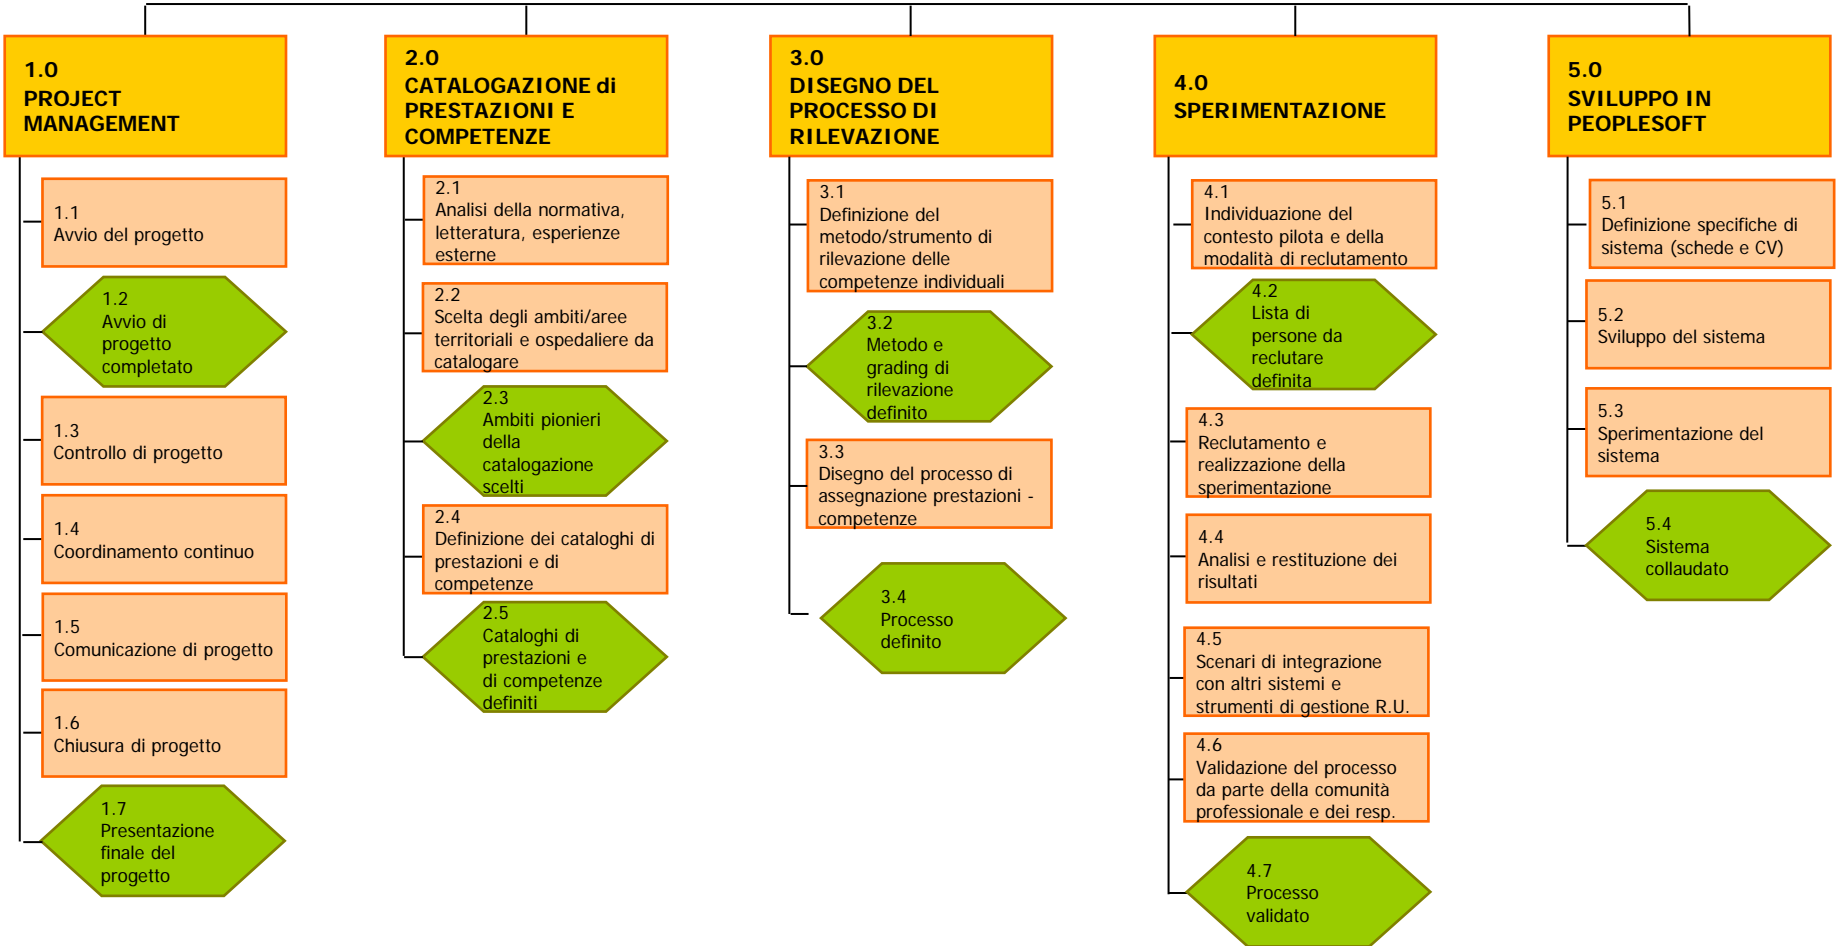 1.0
PROJECT
MANAGEMENT
1.1
Avvio del progetto
1.2
Avvio di
progetto
completato
1.3
Controllo di progetto
1.4
Coordinamento continuo
1.5
Comunicazione di progetto
1.6
Chiusura di progetto
1.7
Presentazione
finale del
progetto
2.0
CATALOGAZIONE di
PRESTAZIONI E
COMPETENZE
2.1
Analisi della normativa,
letteratura, esperienze
esterne
2.2
Scelta degli ambiti/aree
territoriali e ospedaliere da
catalogare
2.3
Ambiti pionieri
della
catalogazione
scelti
2.4
Definizione dei cataloghi di
prestazioni e di
competenze
2.5
Cataloghi di
prestazioni e
di competenze
definiti
3.0
DISEGNO DEL
PROCESSO DI
RILEVAZIONE
3.1
Definizione del
metodo/strumento di
rilevazione delle
competenze individuali
3.2
Metodo e
grading di
rilevazione
definito
3.3
Disegno del processo di
assegnazione prestazioni -
competenze
3.4
Processo
definito
4.0
SPERIMENTAZIONE
4.1
Individuazione del
contesto pilota e della
modalità di reclutamento
4.2
Lista di
persone da
reclutare
definita
4.3
Reclutamento e
realizzazione della
sperimentazione
4.4
Analisi e restituzione dei
risultati
4.5
Scenari di integrazione
con altri sistemi e
strumenti di gestione R.U.
4.6
Validazione del processo
da parte della comunità
professionale e dei resp.
4.7
Processo
validato
5.0
SVILUPPO IN
PEOPLESOFT
5.1
Definizione specifiche di
sistema (schede e CV)
5.2
Sviluppo del sistema
5.3
Sperimentazione del
sistema
5.4
Sistema
collaudato